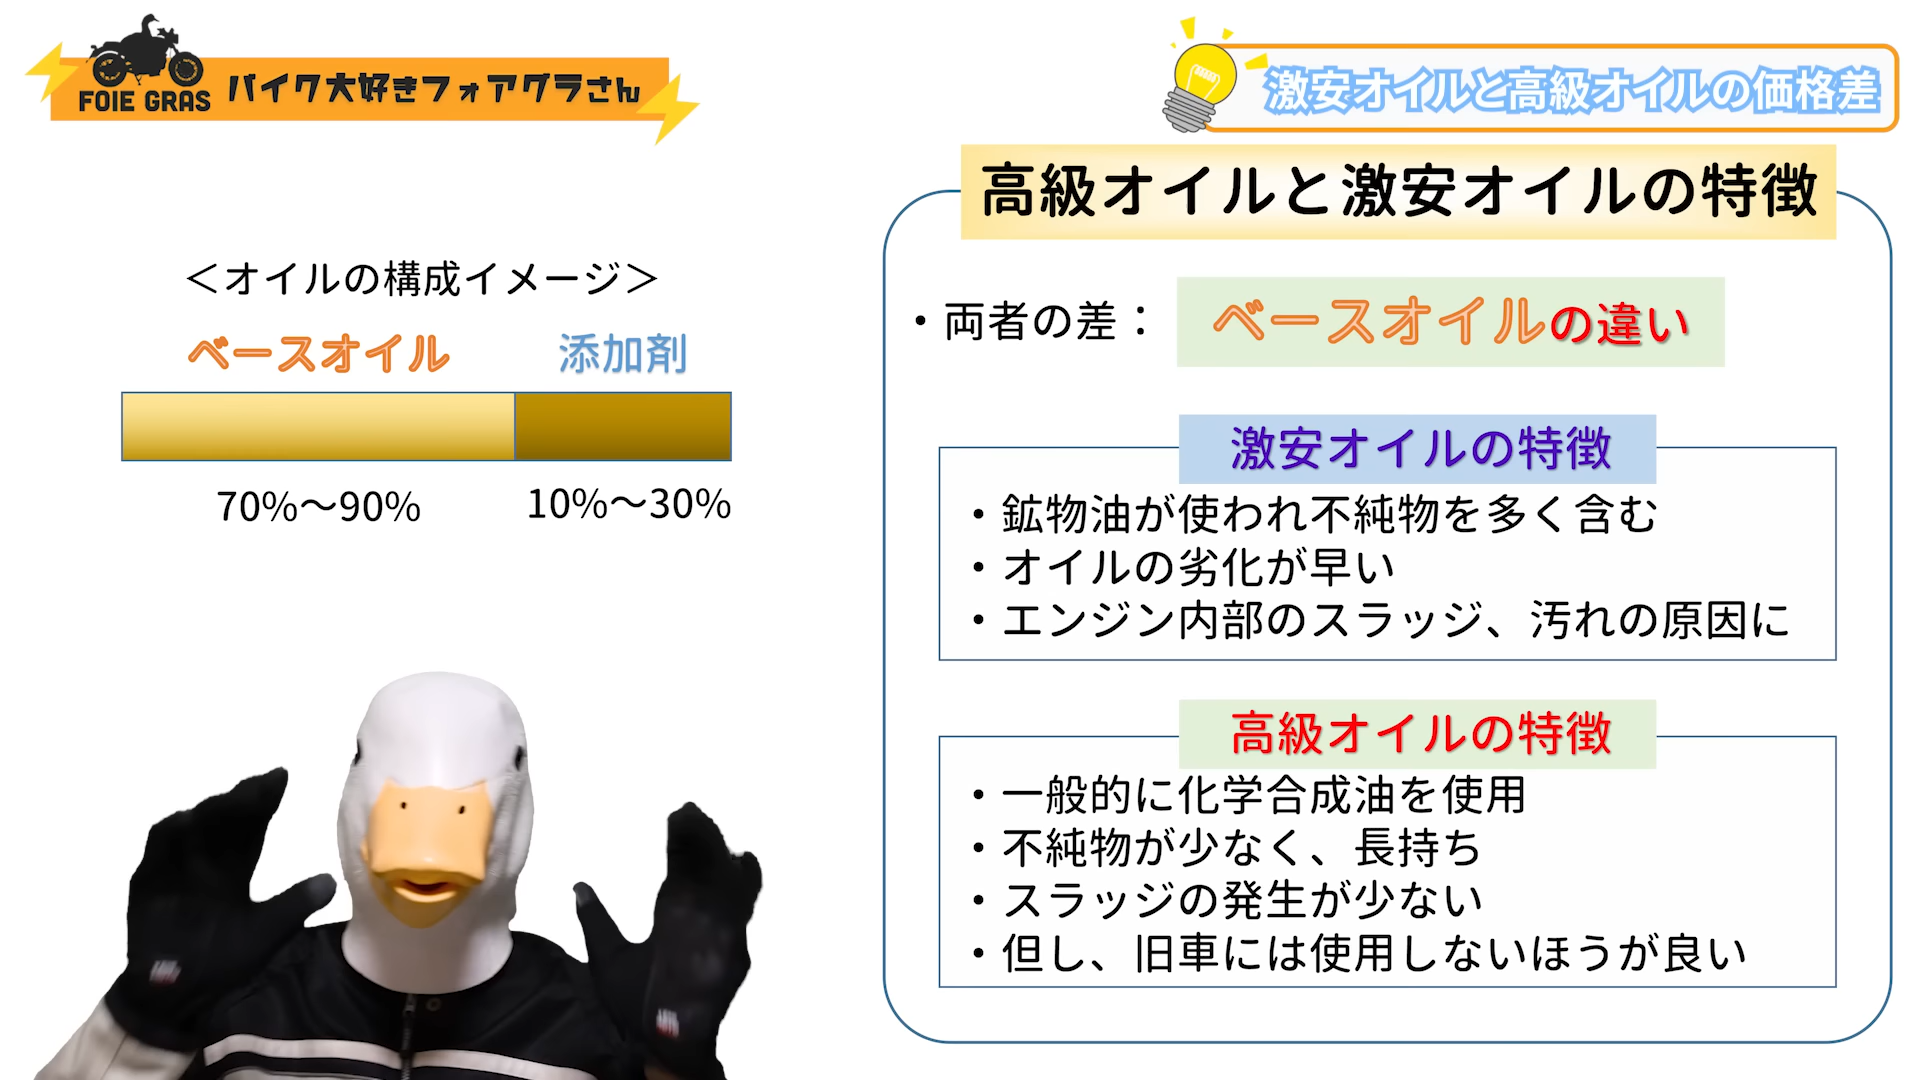 FOIE GRAS
バイク大好きフォアグラさん
激安オイルと高級オイルの価格差
<オイルの構成イメージ>
ベースオイル
添加剤
70%~90%
10%~30%
高級オイルと激安オイルの特徴
・両者の差:
ベースオイルの違い
激安オイルの特徴
・鉱物油が使われ不純物を多く含む
・オイルの劣化が早い
・エンジン内部のスラッジ、汚れの原因に
高級オイルの特徴
・一般的に化学合成油を使用
・不純物が少なく、長持ち
・スラッジの発生が少ない
・但し、旧車には使用しないほうが良い